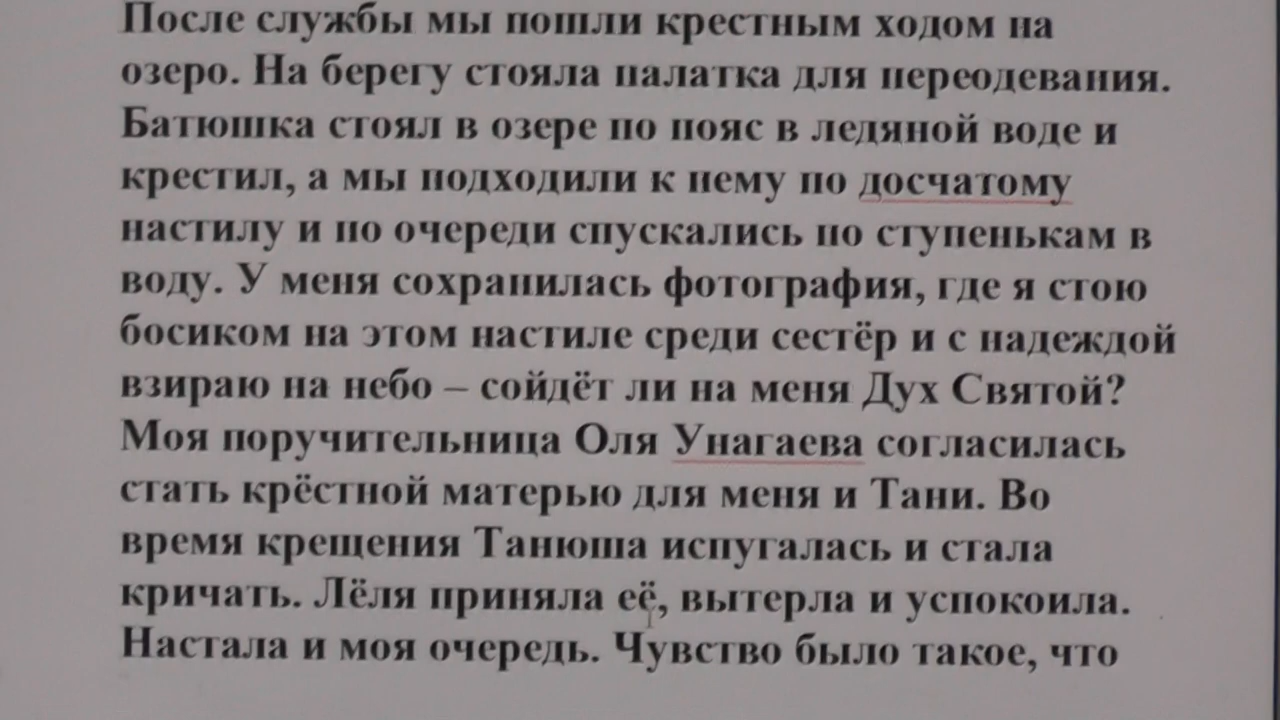 После службы мы пошли крестным ходом на
озеро. На берегу стояла палатка для переодевания.
Батюшка стоял в озере по пояс в ледяной воде и
крестил, а мы подходили к нему по досчатому
настилу и по очереди спускались по ступенькам в
воду. У меня сохранилась фотография, где я стою
босиком на этом настиле среди сестёр и с надеждой
взираю на небо – сойдёт ли на меня Дух Святой?
Моя поручительница Оля Унагаева согласилась
стать крёстной матерью для меня и Тани. Во
время крещения Танюша испугалась и стала
кричать. Лёля приняла её, вытерла и успокоила.
Настала и моя очередь. Чувство было такое, что